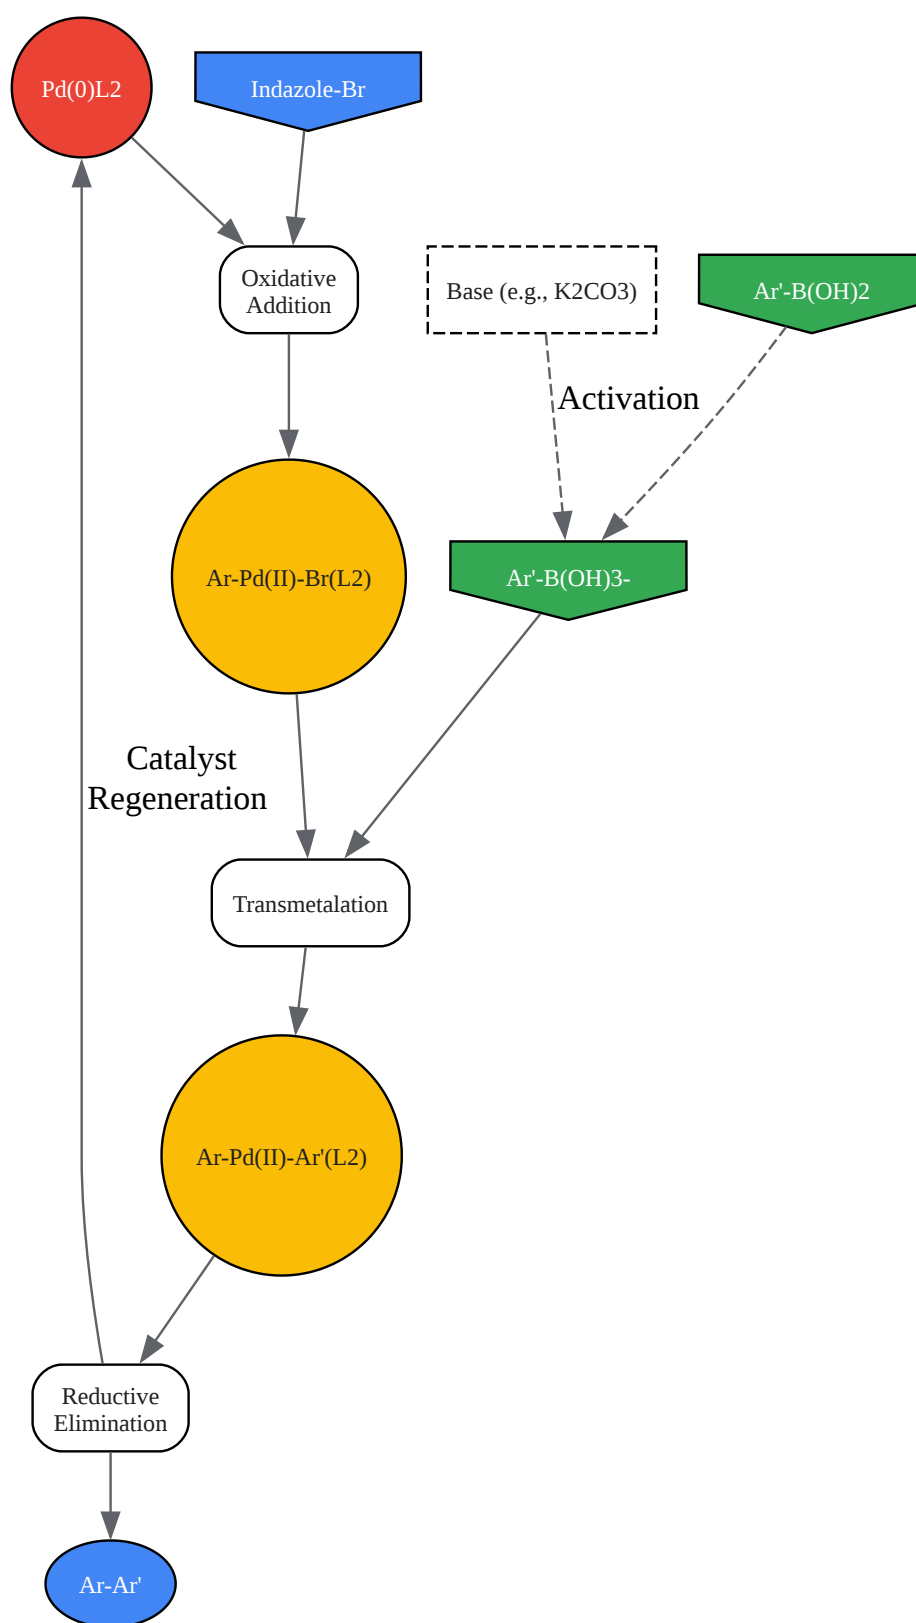 Pd(0)L2
Indazole-Br
Oxidative
Addition
Base (e.g., K2CO3)
Ar'-B(OH)2
Activation
Ar-Pd(II)-Br(L2)
Ar'-B(OH)3-
Catalyst
Regeneration
Transmetalation
Ar-Pd(II)-Ar'(L2)
Reductive
Elimination
Ar-Ar'